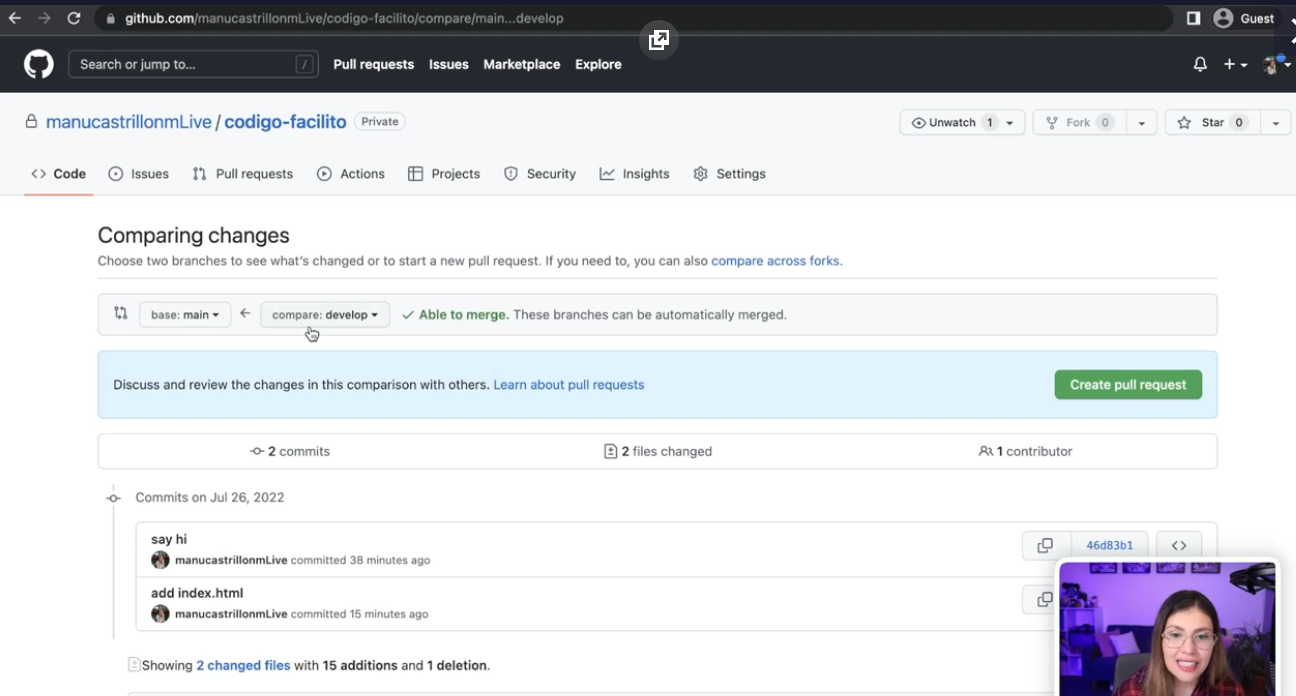 github.com/manucastrillonmLive/codigo-facilito/compare/main...develop
Guest
Search or jump to...
/
Pull requests
Issues
Marketplace
Explore
manucastrillonmLive / codigo-facilito
Private
Unwatch 1
Fork 0
Star 0
Code
Issues
Pull requests
Actions
Projects
Security
Insights
Settings
Comparing changes
Choose two branches to see what's changed or to start a new pull request. If you need to, you can also compare across forks.
base: main
compare: develop
Able to merge. These branches can be automatically merged.
Discuss and review the changes in this comparison with others. Learn about pull requests
Create pull request
2 commits
2 files changed
1 contributor
Commits on Jul 26, 2022
say hi
manucastrillonmLive committed 38 minutes ago
46d83b1
add index.html
manucastrillonmLive committed 15 minutes ago
Showing 2 changed files with 15 additions and 1 deletion.